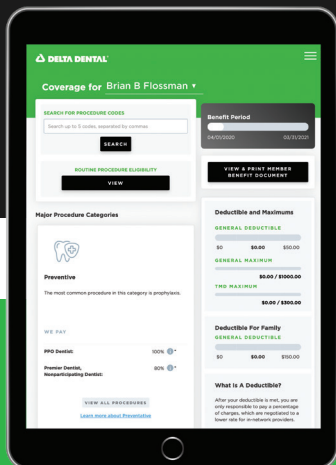 DELTA DENTAL
Coverage for Brian B Flossman
SEARCH FOR PROCEDURE CODES
Search up to 5 codes, separated by commas
SEARCH
ROUTINE PROCEDURE ELIGIBILITY
VIEW
Benefit Period
04/01/2020 03/31/2021
VIEW & PRINT MEMBER
BENEFIT DOCUMENT
Major Procedure Categories
Preventive
The most common procedure in this category is prophylaxis.
WE PAY
PPO Dentist: 100%
Premier Dentist,
Nonparticipating Dentist: 80%
VIEW ALL PROCEDURES
Learn more about Preventative
Deductible and Maximums
GENERAL DEDUCTIBLE
$0 $0.00 $50.00
GENERAL MAXIMUM
$0.00 / $1000.00
TMD MAXIMUM
$0.00 / $300.00
Deductible For Family
GENERAL DEDUCTIBLE
$0 $0.00 $150.00
What Is A Deductible?
After your deductible is met, you are
only responsible to pay a percentage
of charges, which are negotiated to a
lower rate for in-network providers.